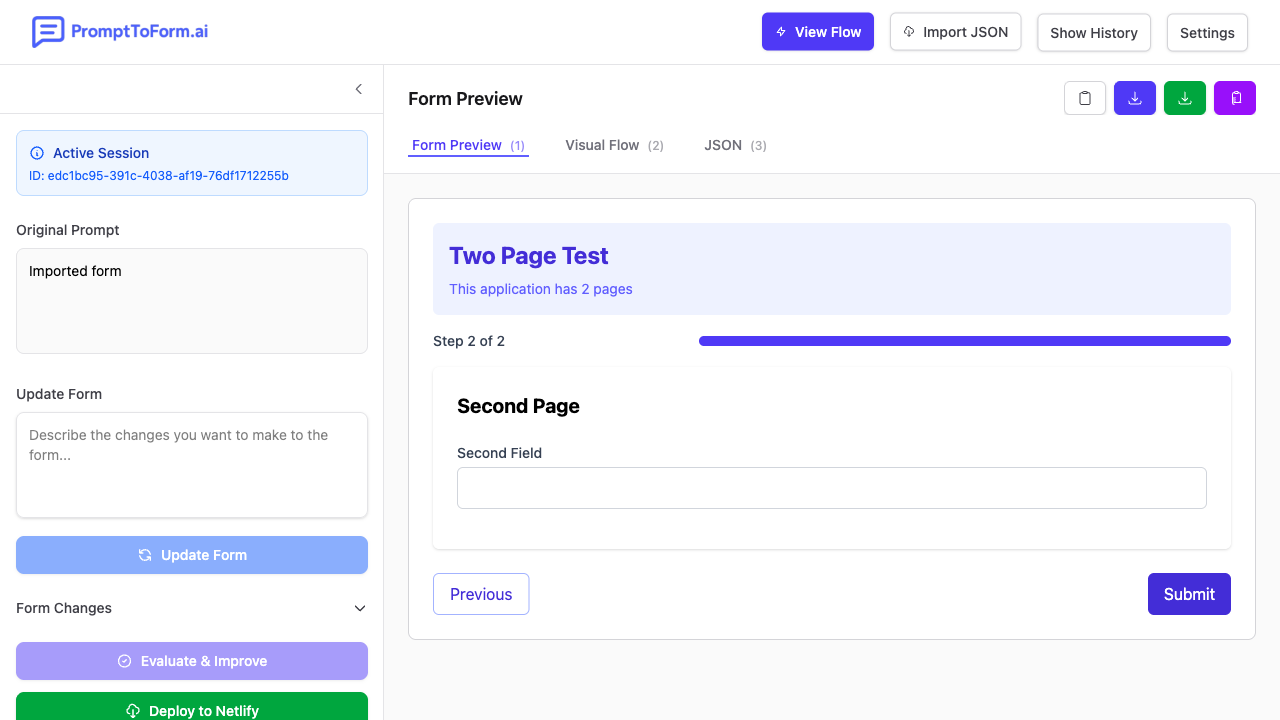 PromptToForm.ai
View Flow
Import JSON
Show History
Settings
Active Session
ID: edc1bc95-391c-4038-af19-76df1712255b
Original Prompt
Imported form
Update Form
Describe the changes you want to make to the
form...
Update Form
Form Changes
Evaluate & Improve
Deploy to Netlify
Form Preview
Form Preview (1)
Visual Flow (2)
JSON (3)
Two Page Test
This application has 2 pages
Step 2 of 2
Second Page
Second Field
Previous
Submit